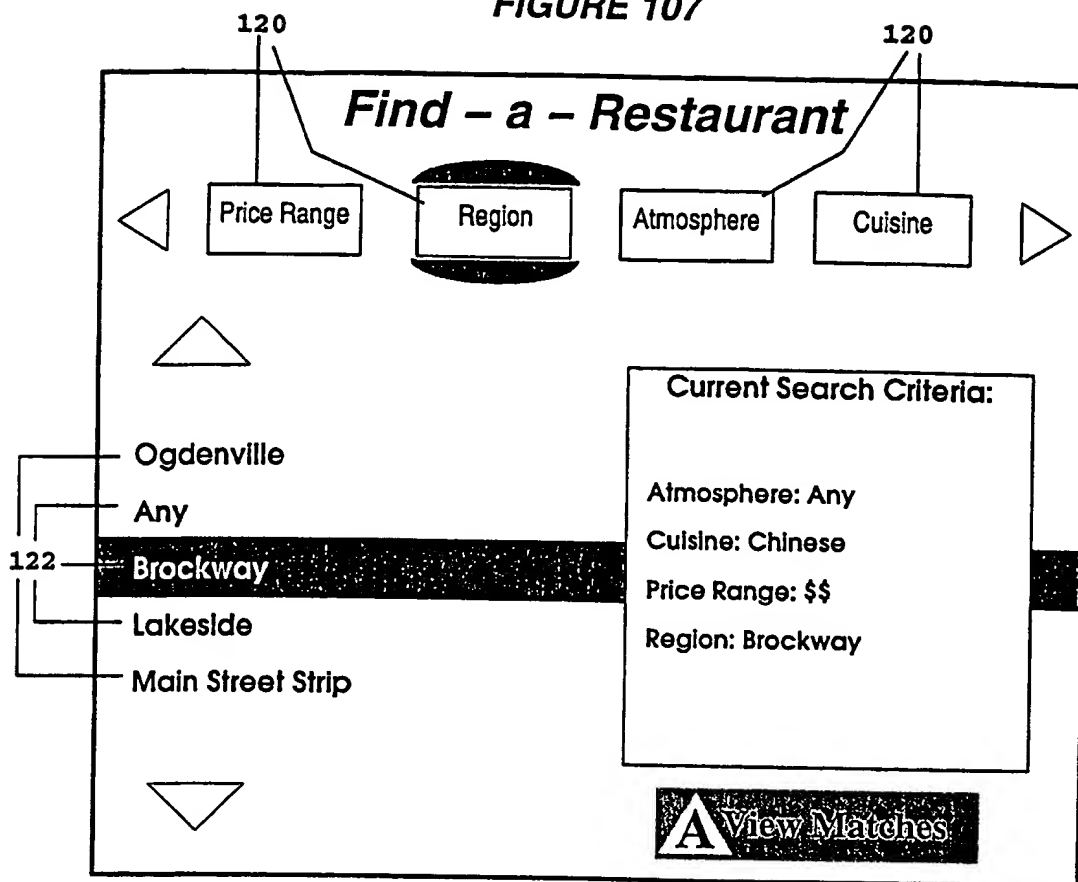 FIGURE 107
120 120
Find – a – Restaurant
Price Range Region Atmosphere Cuisine
Current Search Criteria:
Ogdenville
Any
122 Brockway
Lakeside
Main Street Strip
Atmosphere: Any
Cuisine: Chinese
Price Range: $$
Region: Brockway
A View Matches